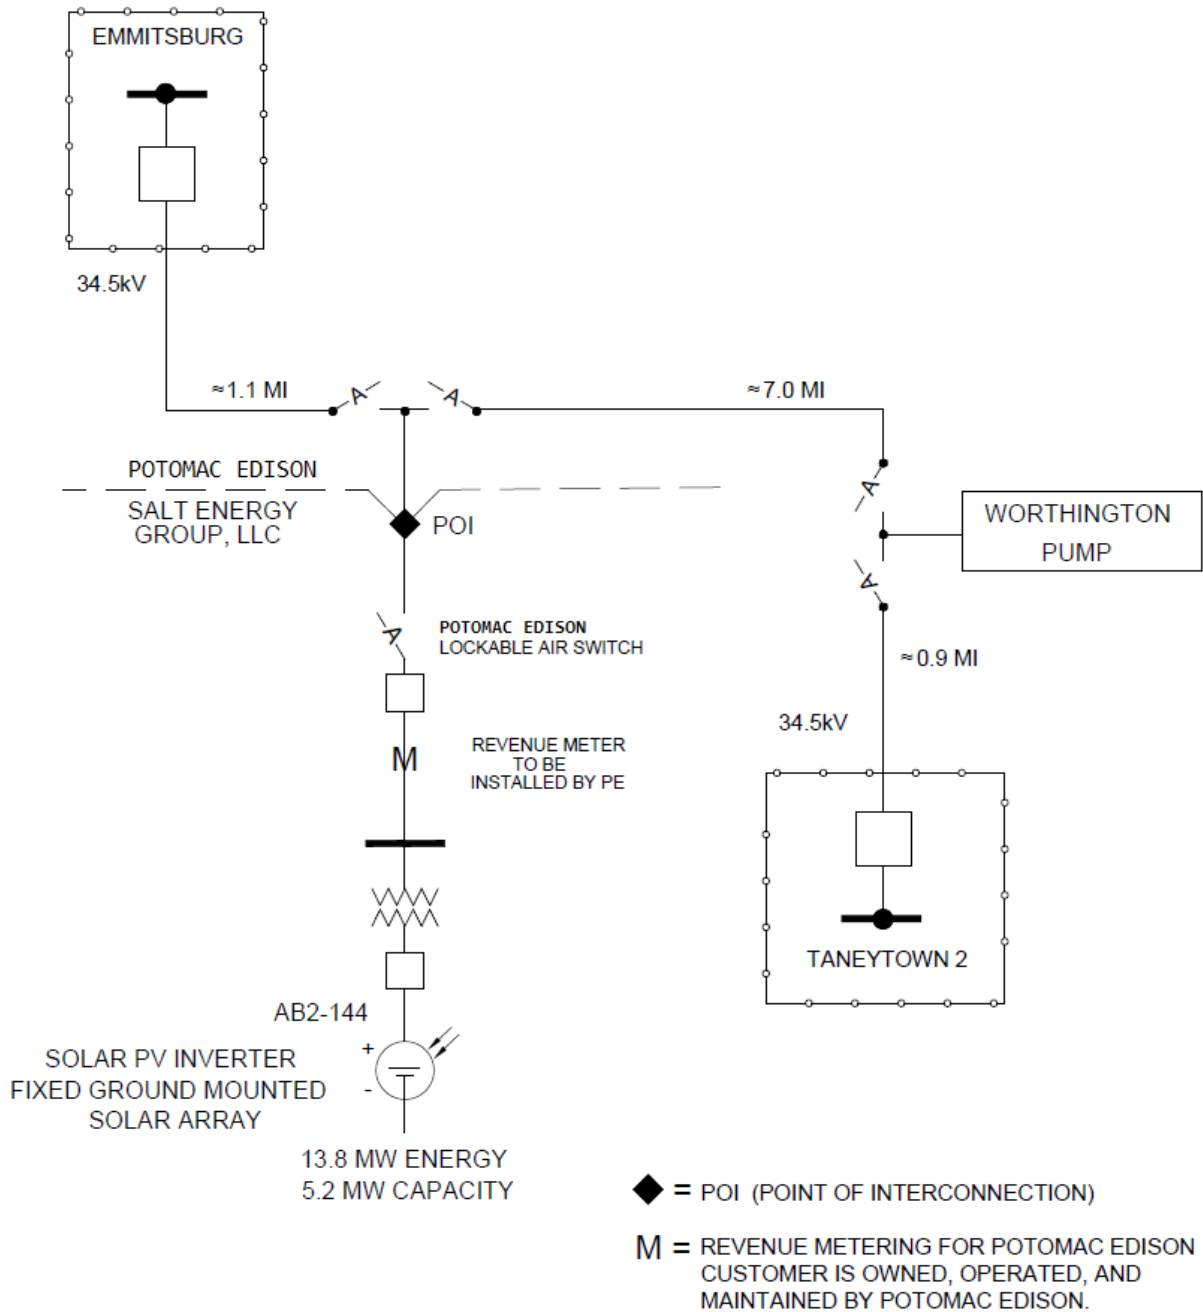 EMMITSBURG
34.5kV
≈1.1 MI
A
A
≈7.0 MI
POTOMAC EDISON
SALT ENERGY
GROUP, LLC
POI
A
WORTHINGTON
PUMP
A
A
POTOMAC EDISON
LOCKABLE AIR SWITCH
≈0.9 MI
34.5kV
M
REVENUE METER
TO BE
INSTALLED BY PE
TANEYTOWN 2
AB2-144
+
-
SOLAR PV INVERTER
FIXED GROUND MOUNTED
SOLAR ARRAY
13.8 MW ENERGY
5.2 MW CAPACITY
= POI (POINT OF INTERCONNECTION)
M = REVENUE METERING FOR POTOMAC EDISON
CUSTOMER IS OWNED, OPERATED, AND
MAINTAINED BY POTOMAC EDISON.